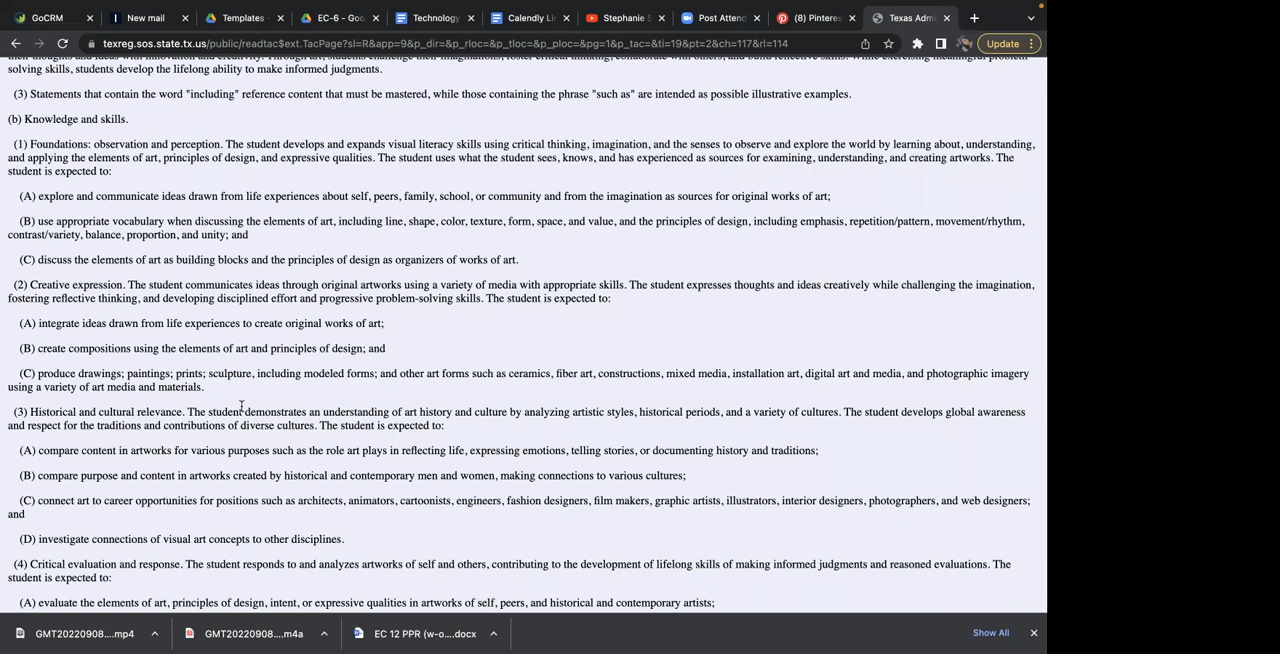 GoCRM
New mail
Templates -
EC-6 - Goo
Technology
Calendly Li
Stephanie S
Post Attend
(8) Pinteres
Texas Admi
texreg.sos.state.tx.us/public/readtac$ext.TacPage?sl=R&app=9&p_dir=&p_rloc=&p_tloc=&p_ploc=&pg=1&p_tac=&ti=19&pt=2&ch=117&rl=114
Update
solving skills, students develop the lifelong ability to make informed judgments.
(3) Statements that contain the word "including" reference content that must be mastered, while those containing the phrase "such as" are intended as possible illustrative examples.
(b) Knowledge and skills.
(1) Foundations: observation and perception. The student develops and expands visual literacy skills using critical thinking, imagination, and the senses to observe and explore the world by learning about, understanding,
and applying the elements of art, principles of design, and expressive qualities. The student uses what the student sees, knows, and has experienced as sources for examining, understanding, and creating artworks. The
student is expected to:
(A) explore and communicate ideas drawn from life experiences about self, peers, family, school, or community and from the imagination as sources for original works of art;
(B) use appropriate vocabulary when discussing the elements of art, including line, shape, color, texture, form, space, and value, and the principles of design, including emphasis, repetition/pattern, movement/rhythm,
contrast/variety, balance, proportion, and unity; and
(C) discuss the elements of art as building blocks and the principles of design as organizers of works of art.
(2) Creative expression. The student communicates ideas through original artworks using a variety of media with appropriate skills. The student expresses thoughts and ideas creatively while challenging the imagination,
fostering reflective thinking, and developing disciplined effort and progressive problem-solving skills. The student is expected to:
(A) integrate ideas drawn from life experiences to create original works of art;
(B) create compositions using the elements of art and principles of design; and
(C) produce drawings; paintings; prints; sculpture, including modeled forms; and other art forms such as ceramics, fiber art, constructions, mixed media, installation art, digital art and media, and photographic imagery
using a variety of art media and materials.
(3) Historical and cultural relevance. The student demonstrates an understanding of art history and culture by analyzing artistic styles, historical periods, and a variety of cultures. The student develops global awareness
and respect for the traditions and contributions of diverse cultures. The student is expected to:
(A) compare content in artworks for various purposes such as the role art plays in reflecting life, expressing emotions, telling stories, or documenting history and traditions;
(B) compare purpose and content in artworks created by historical and contemporary men and women, making connections to various cultures;
(C) connect art to career opportunities for positions such as architects, animators, cartoonists, engineers, fashion designers, film makers, graphic artists, illustrators, interior designers, photographers, and web designers;
and
(D) investigate connections of visual art concepts to other disciplines.
(4) Critical evaluation and response. The student responds to and analyzes artworks of self and others, contributing to the development of lifelong skills of making informed judgments and reasoned evaluations. The
student is expected to:
(A) evaluate the elements of art, principles of design, intent, or expressive qualities in artworks of self, peers, and historical and contemporary artists;
GMT20220908....mp4
GMT20220908....m4a
EC 12 PPR (w-o....docx
Show All